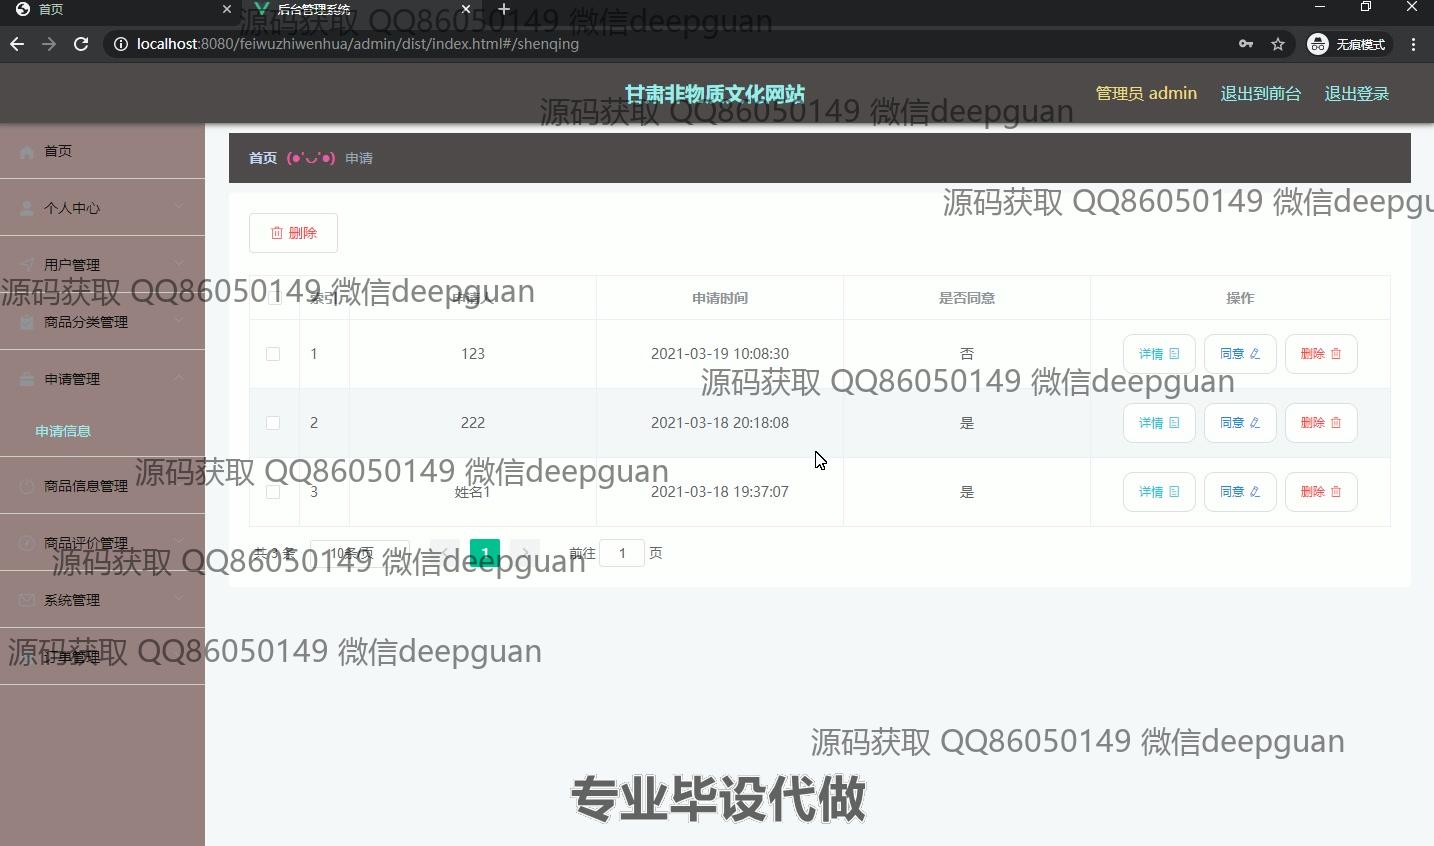 首页
后台管理系统
源码获取 QQ86050149 微信deepguan
localhost:8080/feiwuzhiwenhua/admin/dist/index.html#/shenqing
无痕模式
甘肃非物质文化网站
管理员 admin
退出到前台
退出登录
源码获取 QQ86050149 微信deepguan
首页
首页 (●'◡'●) 申请
个人中心
源码获取 QQ86050149 微信deepgu
删除
用户管理
源码获取 QQ86050149 微信deepguan
索引 申请人 申请时间 是否同意 操作
商品分类管理
1 123 2021-03-19 10:08:30 否 详情 同意 删除
申请管理
源码获取 QQ86050149 微信deepguan
2 222 2021-03-18 20:18:08 是 详情 同意 删除
申请信息
源码获取 QQ86050149 微信deepguan
商品信息管理
3 姓名1 2021-03-18 19:37:07 是 详情 同意 删除
商品评价管理
共 3 条 10条/页 1 前往 1 页
源码获取 QQ86050149 微信deepguan
系统管理
源码获取 QQ86050149 微信deepguan
订单管理
源码获取 QQ86050149 微信deepguan
专业毕设代做